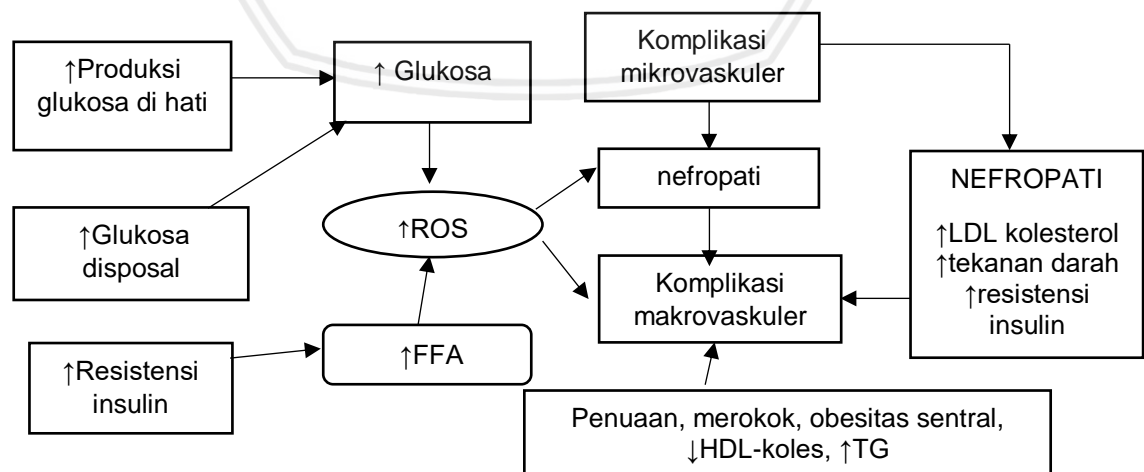 ↑Produksi
glukosa di hati
↑ Glukosa
Komplikasi
mikrovaskuler
nefropati
NEFROPATI
↑LDL kolesterol
↑tekanan darah
↑resistensi
insulin
↑Glukosa
disposal
↑ROS
Komplikasi
makrovaskuler
↑Resistensi
insulin
↑FFA
Penuaan, merokok, obesitas sentral,
↓HDL-koles, ↑TG